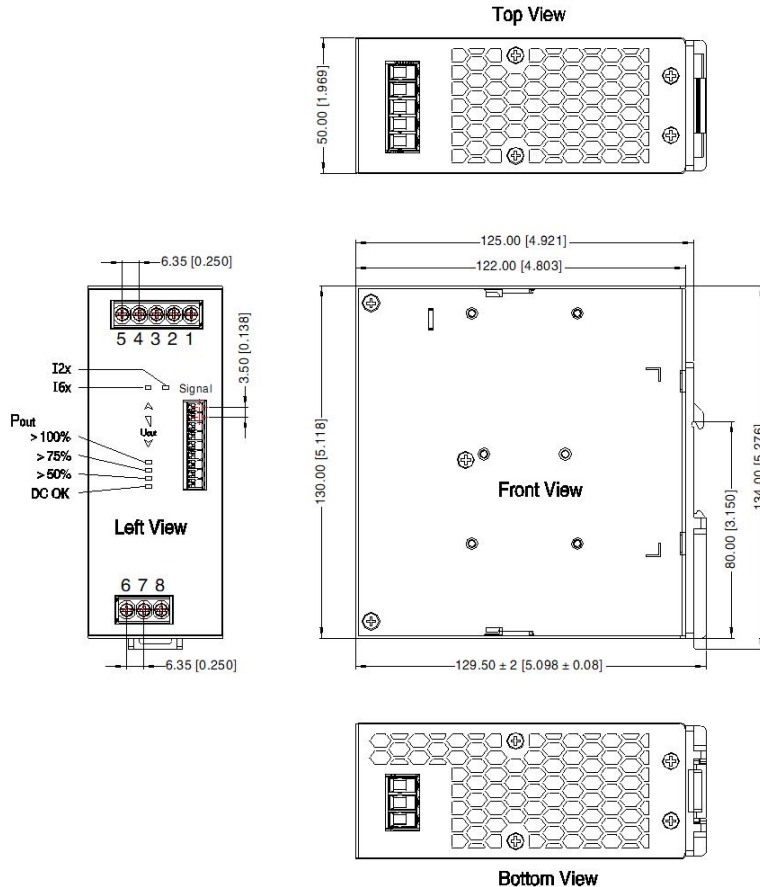 Top View
50.00 [1.969]
125.00 [4.921]
122.00 [4.803]
6.35 [0.250]
5 4 3 2 1
3.50 [0.138]
I2x
I6x
Signal
Pout
Uout
>100%
>75%
>50%
DC OK
Left View
6 7 8
6.35 [0.250]
130.00 [5.118]
Front View
80.00 [3.150]
134.00 [5.276]
129.50 ± 2 [5.098 ± 0.08]
Bottom View